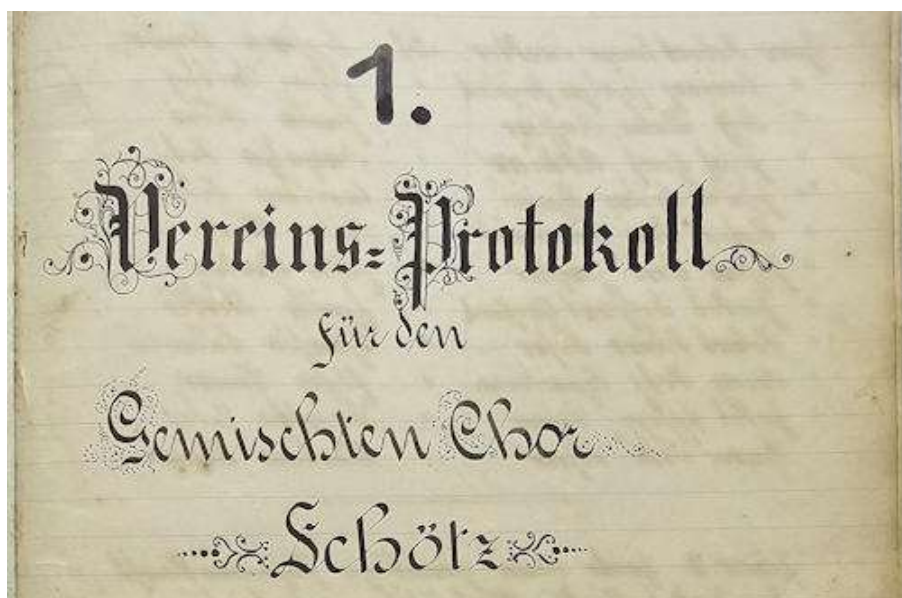 1.
Vereins=Protokoll
für den
Gemischten Chor
Schötz